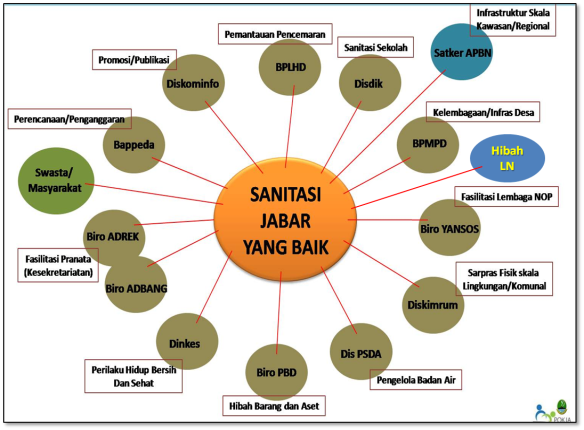 Infrastruktur Skala
Kawasan/Regional
Satker APBN
Pemantauan Pencemaran
BPLHD
Sanitasi Sekolah
Disdik
Promosi/Publikasi
Diskominfo
Kelembagaan/Infras Desa
BPMPD
Perencanaan/Penganggaran
Bappeda
Hibah
LN
Swasta/
Masyarakat
SANITASI
JABAR
YANG BAIK
Fasilitasi Lembaga NOP
Biro YANSOS
Biro ADREK
Fasilitasi Pranata
(Kesekretariatan)
Biro ADBANG
Sarpras Fisik skala
Lingkungan/Komunal
Diskimrum
Dinkes
Perilaku Hidup Bersih
Dan Sehat
Biro PBD
Hibah Barang dan Aset
Dis PSDA
Pengelola Badan Air
POKJA